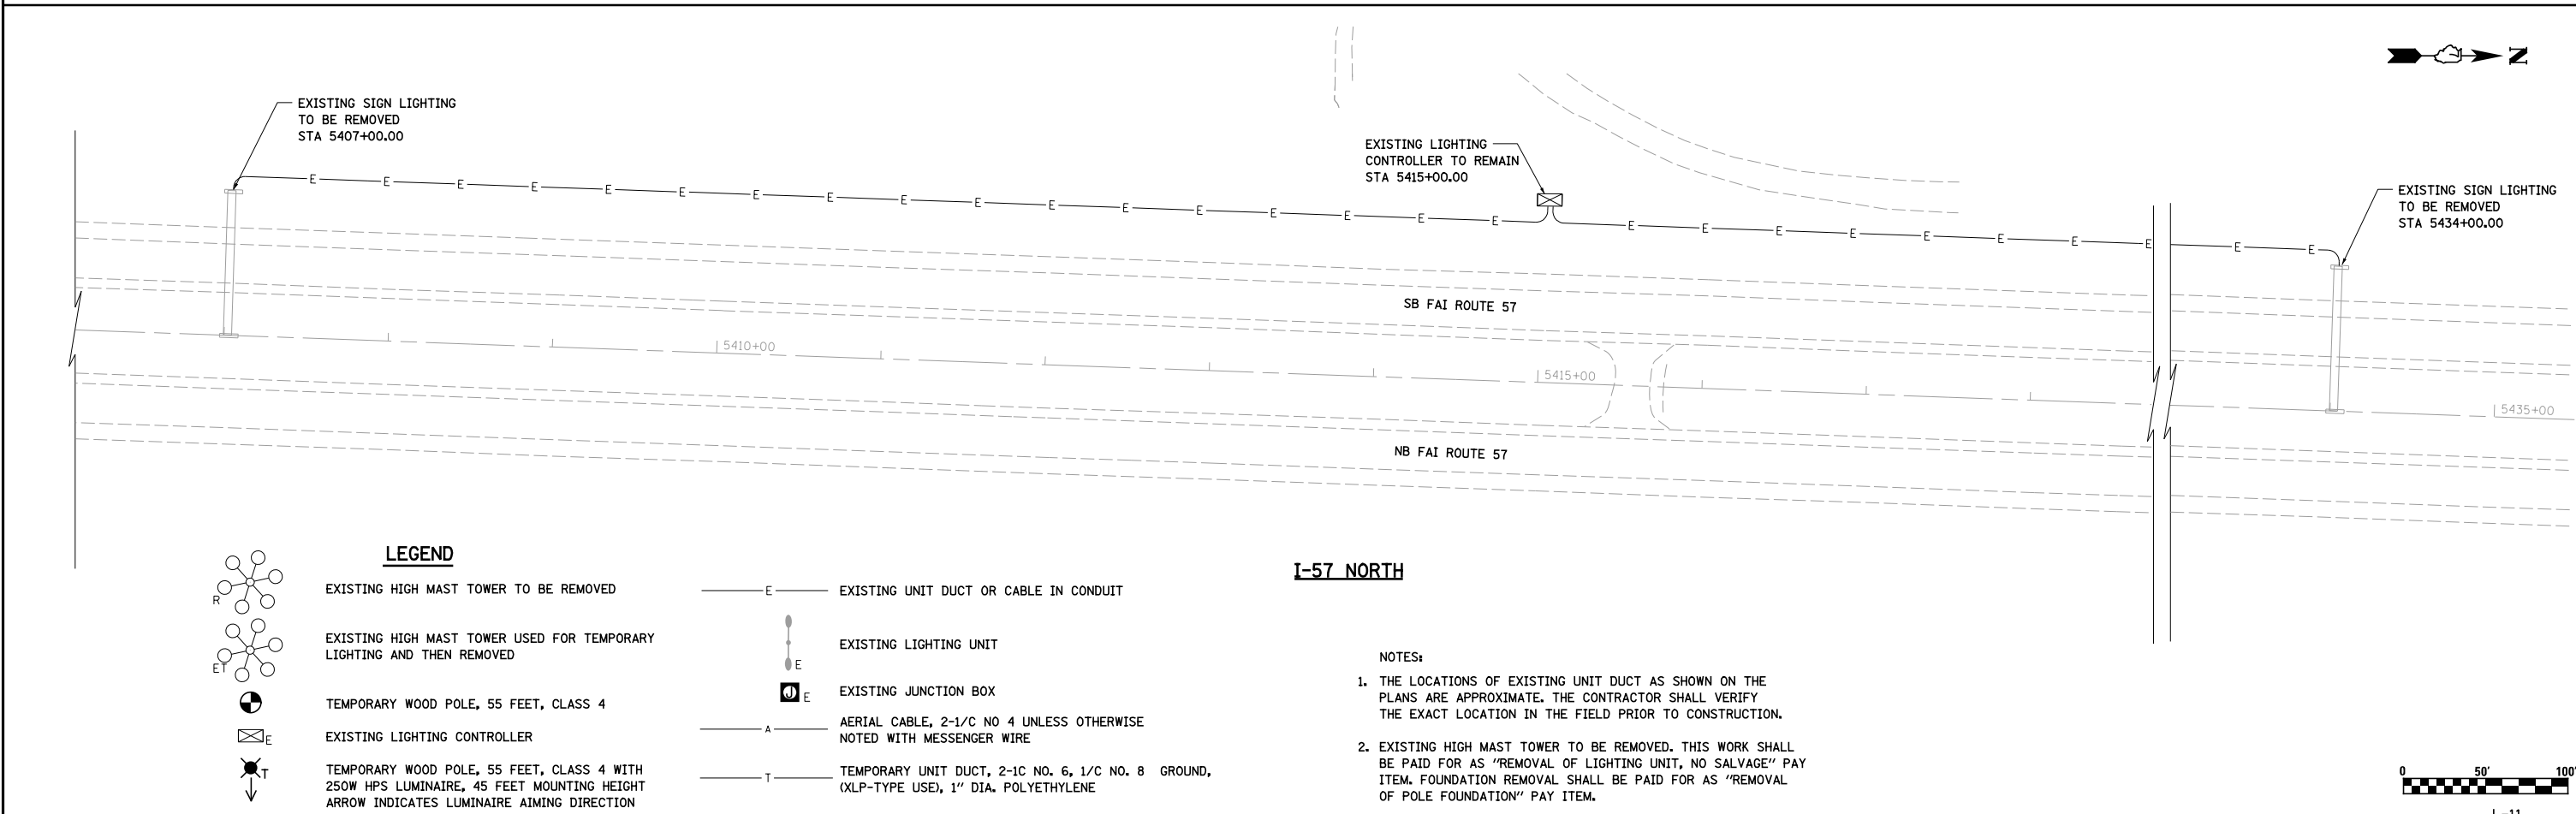 N
EXISTING SIGN LIGHTING
TO BE REMOVED
STA 5407+00.00
EXISTING LIGHTING
CONTROLLER TO REMAIN
STA 5415+00.00
EXISTING SIGN LIGHTING
TO BE REMOVED
STA 5434+00.00
E E E E E E E E E E E E E E E E E E E E E E E E E E E
SB FAI ROUTE 57
5410+00
5415+00
5435+00
NB FAI ROUTE 57
LEGEND
R
EXISTING HIGH MAST TOWER TO BE REMOVED
ET
EXISTING HIGH MAST TOWER USED FOR TEMPORARY
LIGHTING AND THEN REMOVED
TEMPORARY WOOD POLE, 55 FEET, CLASS 4
E
EXISTING LIGHTING CONTROLLER
T
TEMPORARY WOOD POLE, 55 FEET, CLASS 4 WITH
250W HPS LUMINAIRE, 45 FEET MOUNTING HEIGHT
ARROW INDICATES LUMINAIRE AIMING DIRECTION
E
EXISTING UNIT DUCT OR CABLE IN CONDUIT
E
EXISTING LIGHTING UNIT
J E
EXISTING JUNCTION BOX
A
AERIAL CABLE, 2-1/C NO 4 UNLESS OTHERWISE
NOTED WITH MESSENGER WIRE
T
TEMPORARY UNIT DUCT, 2-1C NO. 6, 1/C NO. 8 GROUND,
(XLP-TYPE USE), 1" DIA. POLYETHYLENE
I-57 NORTH
NOTES:
1. THE LOCATIONS OF EXISTING UNIT DUCT AS SHOWN ON THE
PLANS ARE APPROXIMATE. THE CONTRACTOR SHALL VERIFY
THE EXACT LOCATION IN THE FIELD PRIOR TO CONSTRUCTION.
2. EXISTING HIGH MAST TOWER TO BE REMOVED. THIS WORK SHALL
BE PAID FOR AS "REMOVAL OF LIGHTING UNIT, NO SALVAGE" PAY
ITEM. FOUNDATION REMOVAL SHALL BE PAID FOR AS "REMOVAL
OF POLE FOUNDATION" PAY ITEM.
0 50' 100'